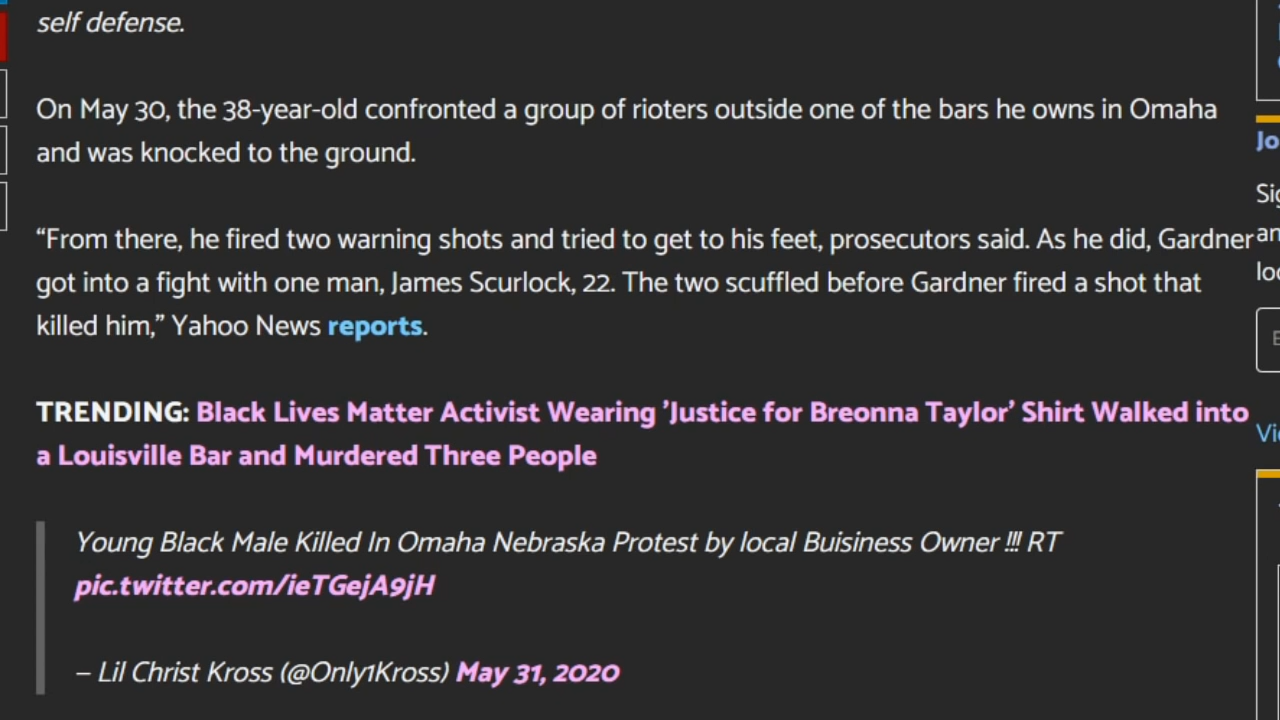 self defense.
On May 30, the 38-year-old confronted a group of rioters outside one of the bars he owns in Omaha
and was knocked to the ground.
“From there, he fired two warning shots and tried to get to his feet, prosecutors said. As he did, Gardner
got into a fight with one man, James Scurlock, 22. The two scuffled before Gardner fired a shot that
killed him,” Yahoo News reports.
TRENDING: Black Lives Matter Activist Wearing ’Justice for Breonna Taylor’ Shirt Walked into
a Louisville Bar and Murdered Three People
Young Black Male Killed In Omaha Nebraska Protest by local Buisiness Owner !!! RT
pic.twitter.com/ieTGejA9jH
– Lil Christ Kross (@Only1Kross) May 31, 2020